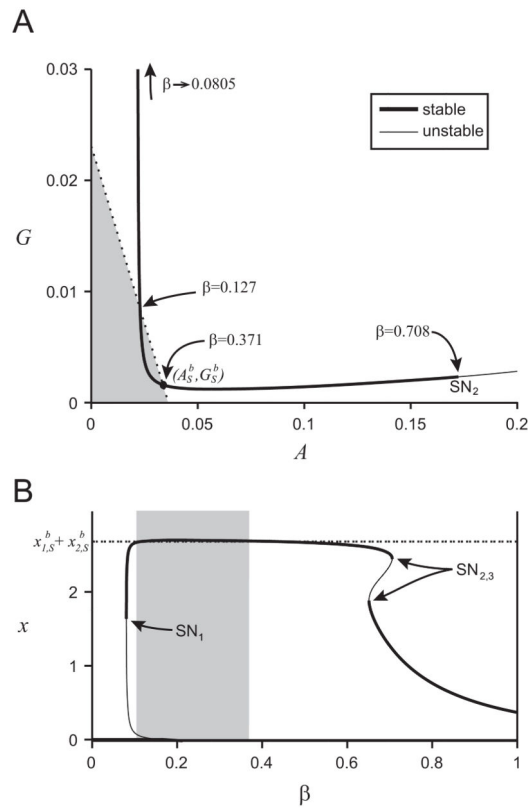 A
0.03
β→0.0805
stable
unstable
0.02
G
0.01
β=0.127
β=0.371
β=0.708
(A_S^b, G_S^b)
SN_2
0
0
0.05
0.1
0.15
0.2
A
B
x_{1,S}^b + x_{2,S}^b
SN_{2,3}
2
x
SN_1
1
0
0
0.2
0.4
0.6
0.8
1
β